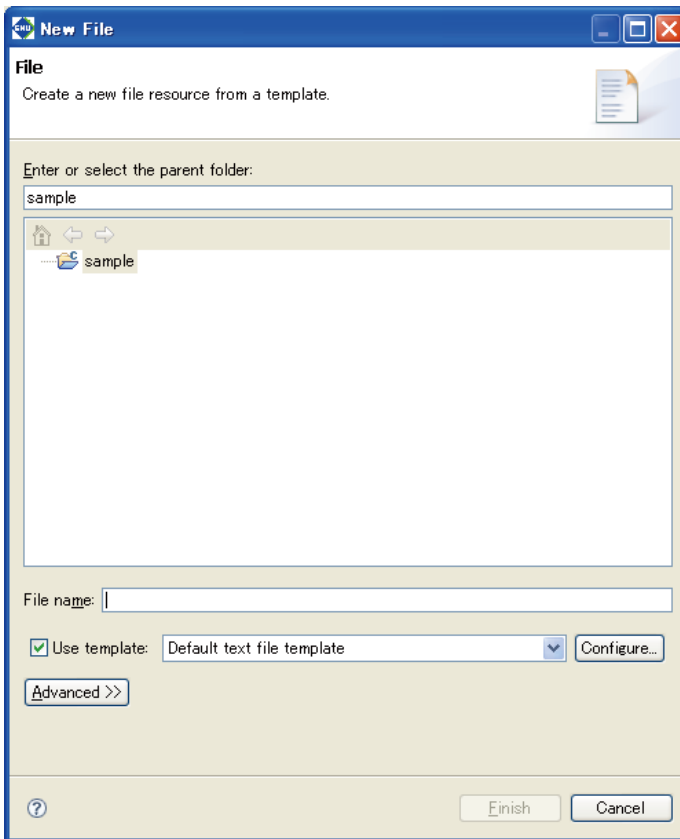 GNU New File
File
Create a new file resource from a template.
Enter or select the parent folder:
sample
C sample
File name:
Use template: Default text file template Configure...
Advanced >>
? Finish Cancel